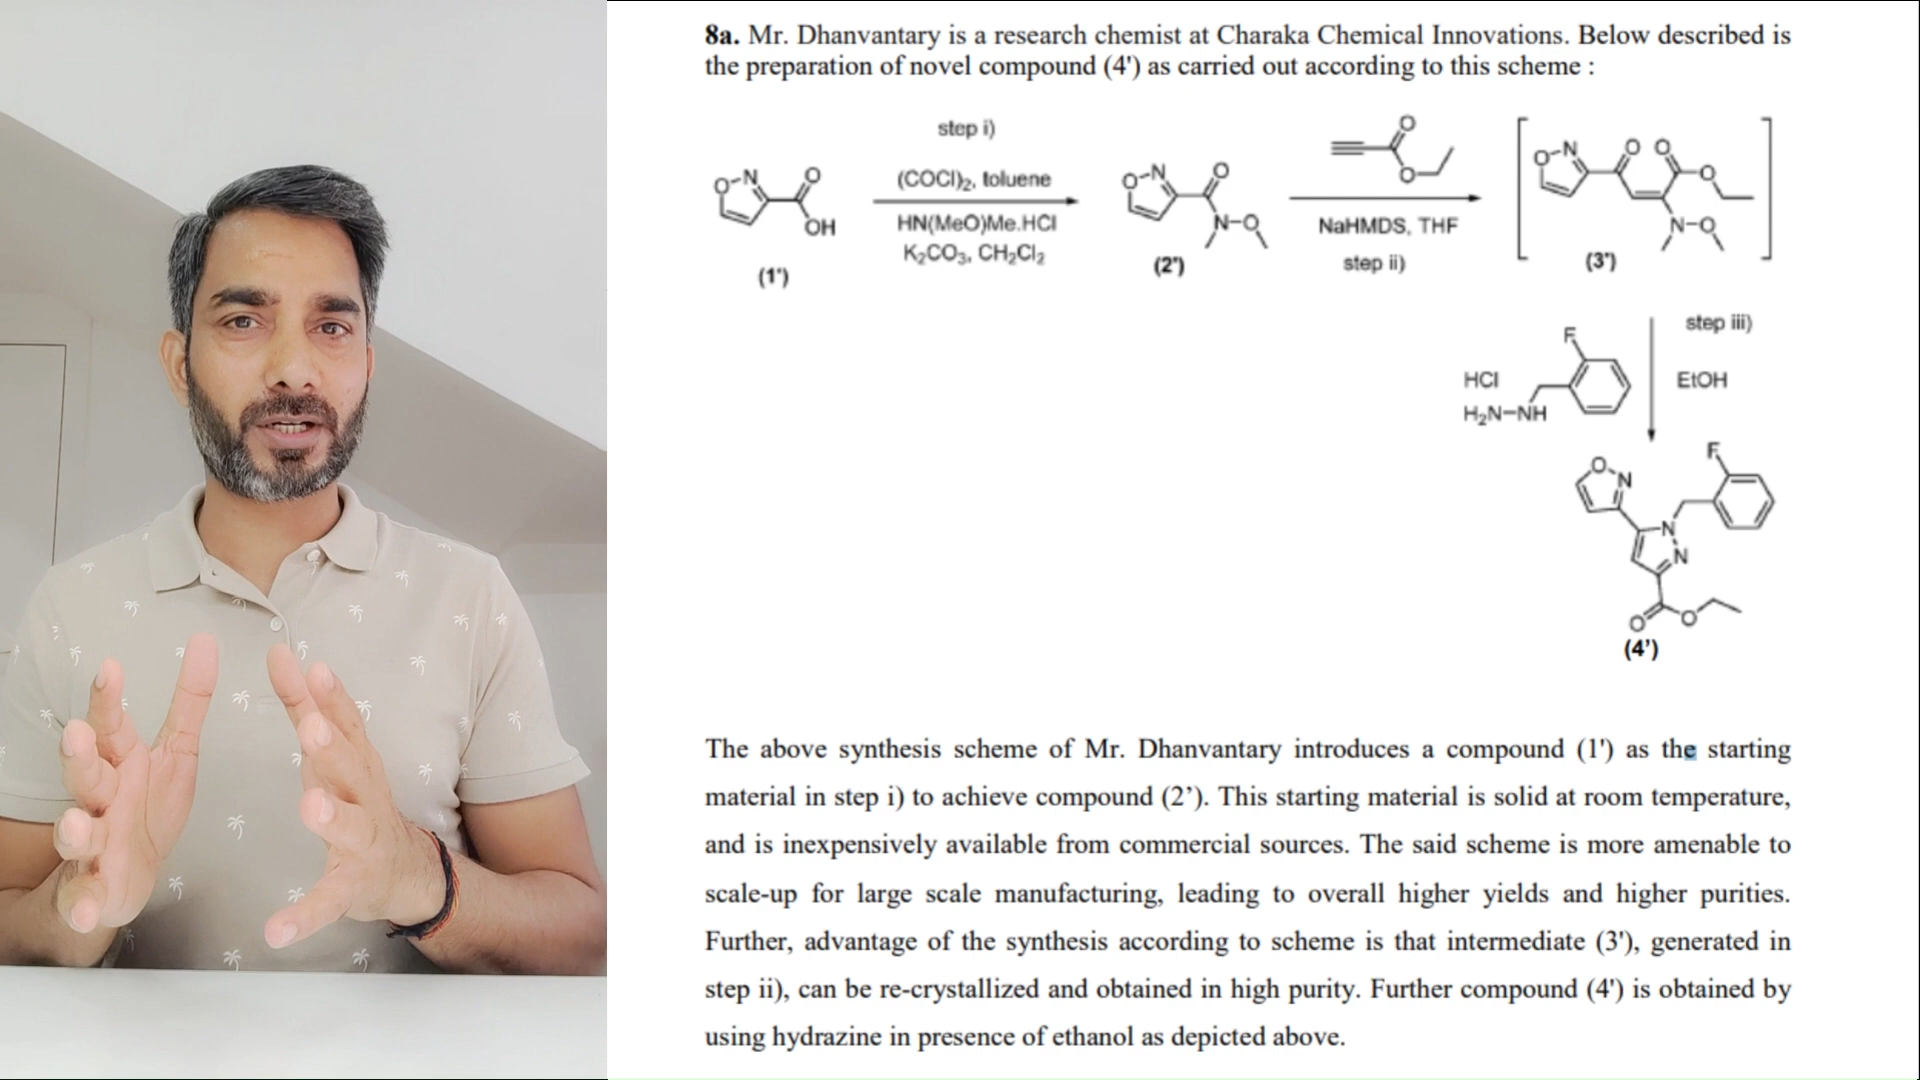 8a. Mr. Dhanvantary is a research chemist at Charaka Chemical Innovations. Below described is
the preparation of novel compound (4') as carried out according to this scheme :
step i)
(COCl)₂, toluene
HN(MeO)Me.HCl
K₂CO₃, CH₂Cl₂
O-N
O
OH
(1')
O-N
O
N-O
(2')
O
O
NaHMDS, THF
step ii)
O-N
O
O
O
N-O
(3')
step iii)
EtOH
F
HCl
H₂N-NH
O
N
F
N
N
O
O
(4')
The above synthesis scheme of Mr. Dhanvantary introduces a compound (1') as the starting
material in step i) to achieve compound (2’). This starting material is solid at room temperature,
and is inexpensively available from commercial sources. The said scheme is more amenable to
scale-up for large scale manufacturing, leading to overall higher yields and higher purities.
Further, advantage of the synthesis according to scheme is that intermediate (3'), generated in
step ii), can be re-crystallized and obtained in high purity. Further compound (4') is obtained by
using hydrazine in presence of ethanol as depicted above.